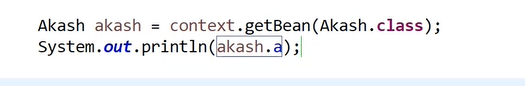 Akash akash = context.getBean(Akash.class);
System.out.println(akash.a);